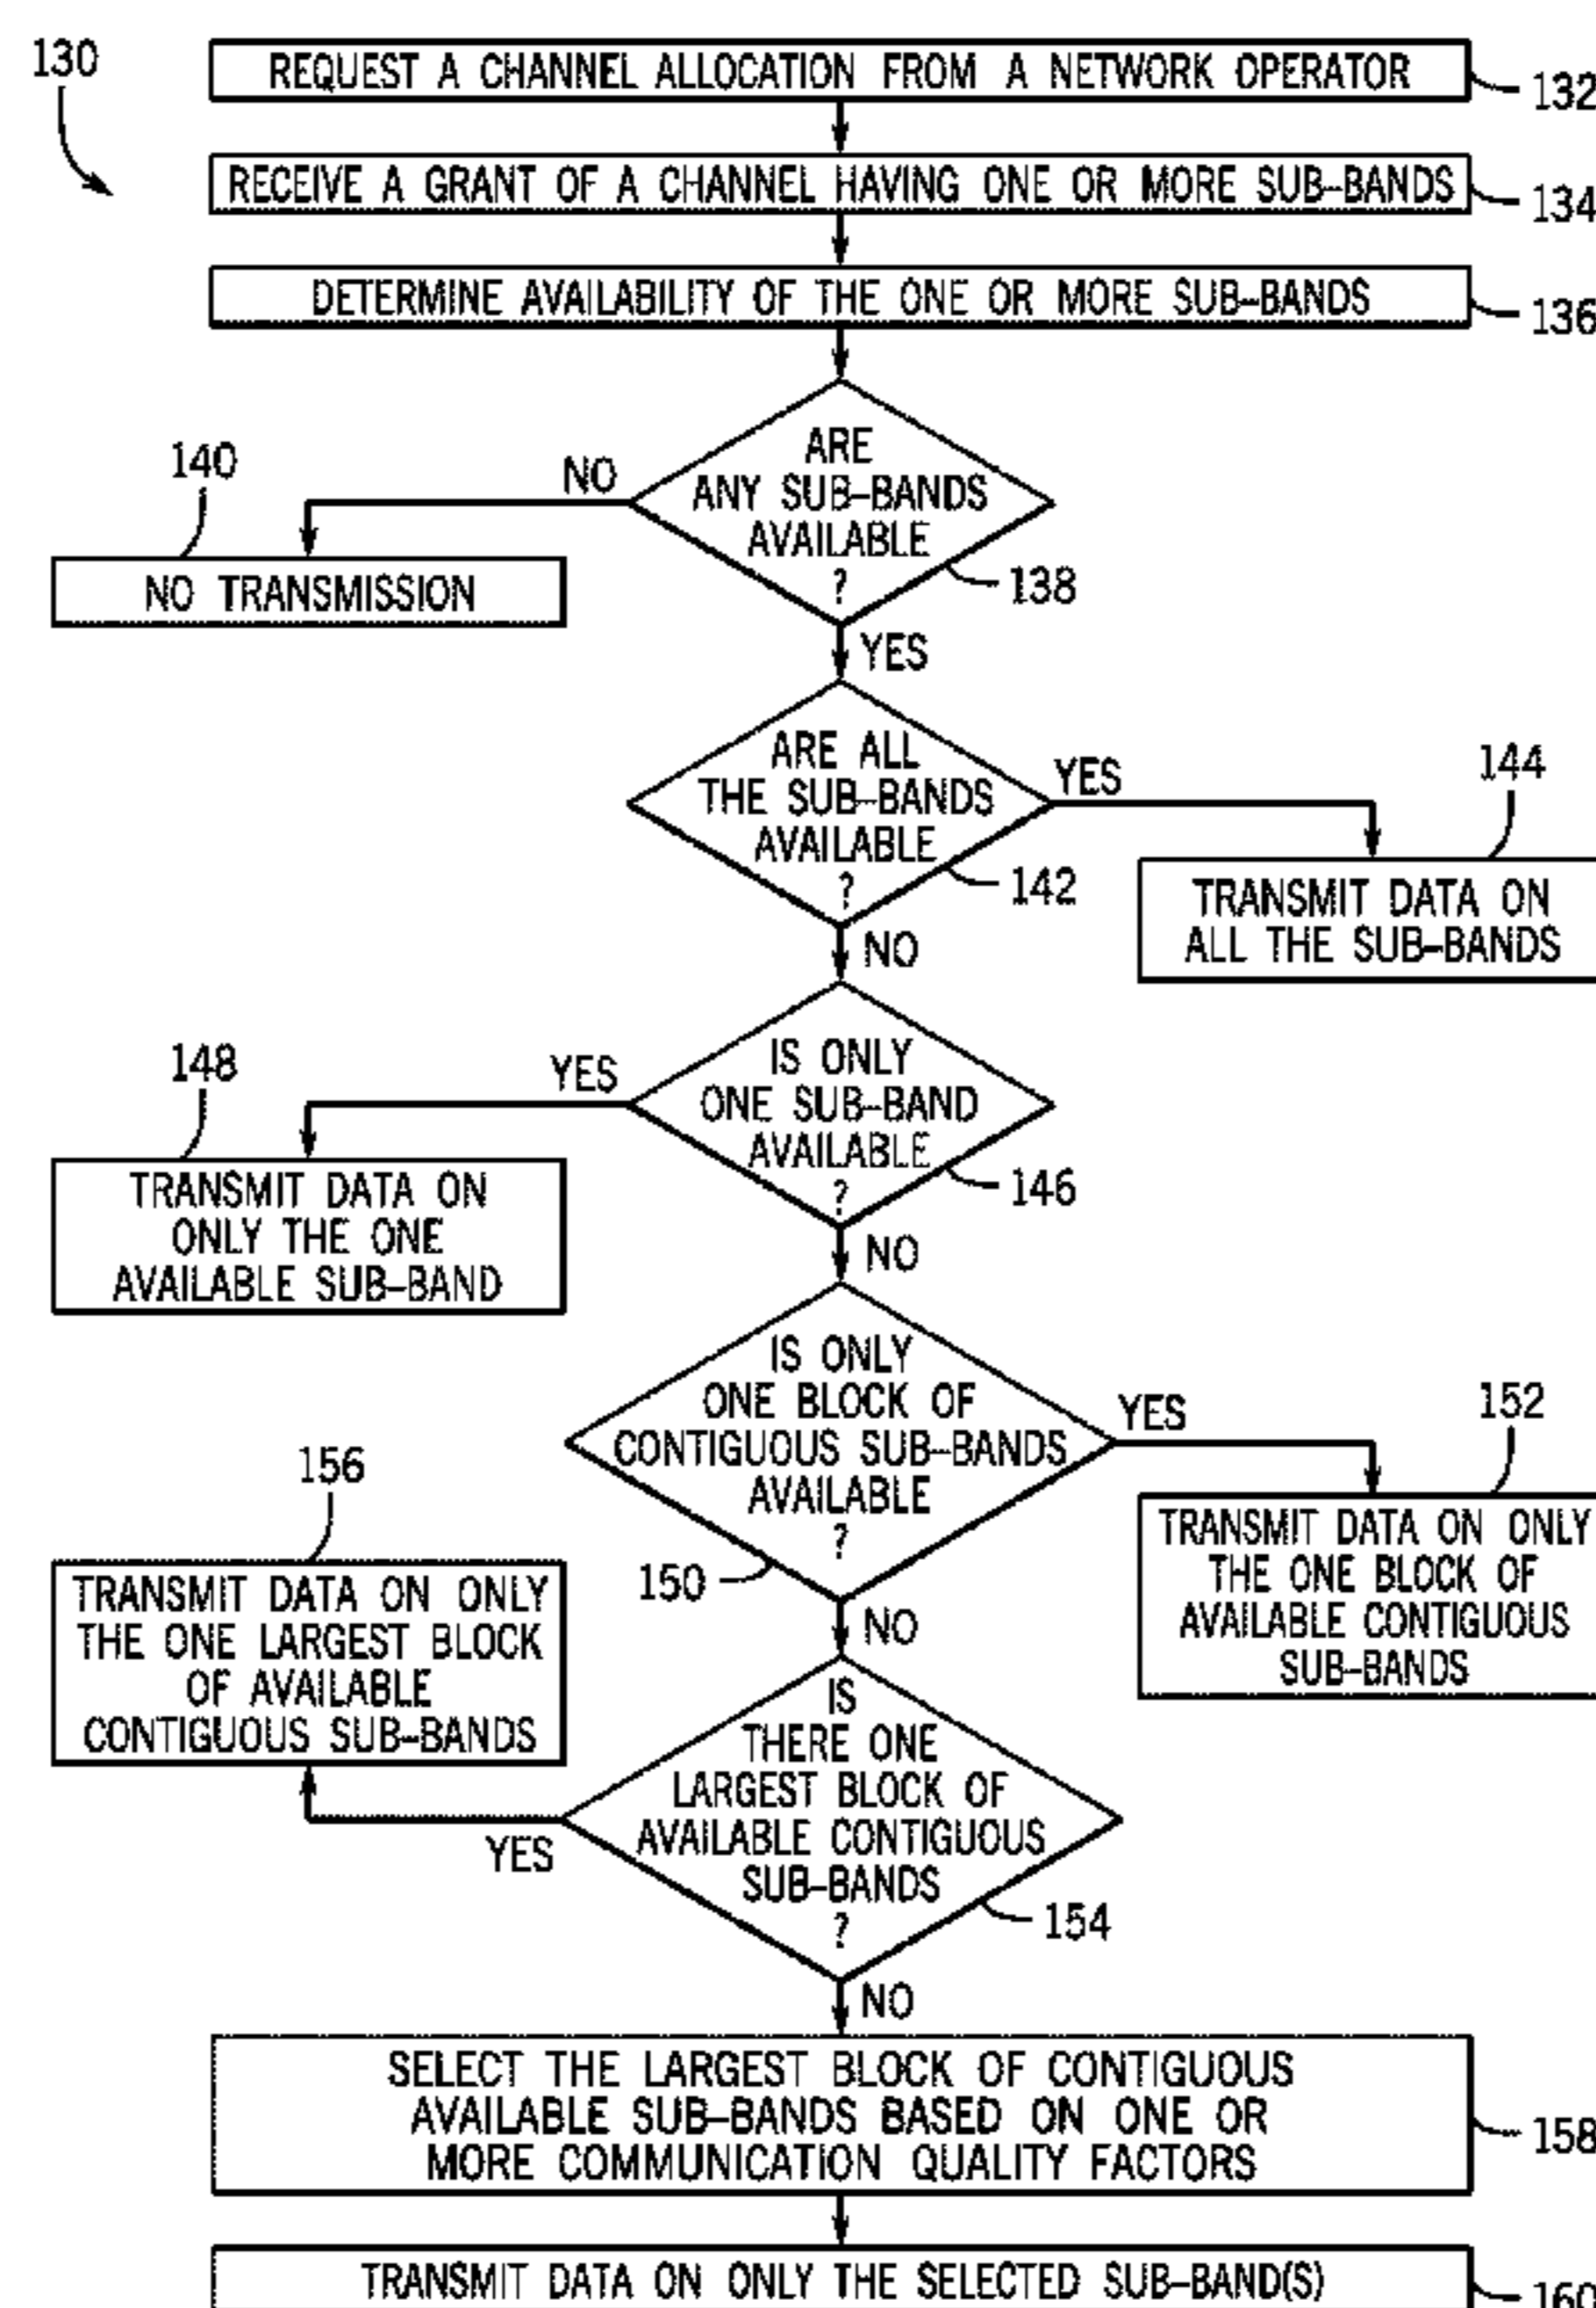 130
REQUEST A CHANNEL ALLOCATION FROM A NETWORK OPERATOR
132
RECEIVE A GRANT OF A CHANNEL HAVING ONE OR MORE SUB-BANDS
134
DETERMINE AVAILABILITY OF THE ONE OR MORE SUB-BANDS
136
ARE
ANY SUB-BANDS
AVAILABLE
?
138
NO
140
NO TRANSMISSION
YES
ARE ALL
THE SUB-BANDS
AVAILABLE
?
142
YES
144
TRANSMIT DATA ON
ALL THE SUB-BANDS
NO
IS ONLY
ONE SUB-BAND
AVAILABLE
?
146
YES
148
TRANSMIT DATA ON
ONLY THE ONE
AVAILABLE SUB-BAND
NO
IS ONLY
ONE BLOCK OF
CONTIGUOUS SUB-BANDS
AVAILABLE
?
150
YES
152
TRANSMIT DATA ON ONLY
THE ONE BLOCK OF
AVAILABLE CONTIGUOUS
SUB-BANDS
NO
IS
THERE ONE
LARGEST BLOCK OF
AVAILABLE CONTIGUOUS
SUB-BANDS
?
154
YES
156
TRANSMIT DATA ON ONLY
THE ONE LARGEST BLOCK
OF AVAILABLE
CONTIGUOUS SUB-BANDS
NO
SELECT THE LARGEST BLOCK OF CONTIGUOUS
AVAILABLE SUB-BANDS BASED ON ONE OR
MORE COMMUNICATION QUALITY FACTORS
158
TRANSMIT DATA ON ONLY THE SELECTED SUB-BAND(S)
160